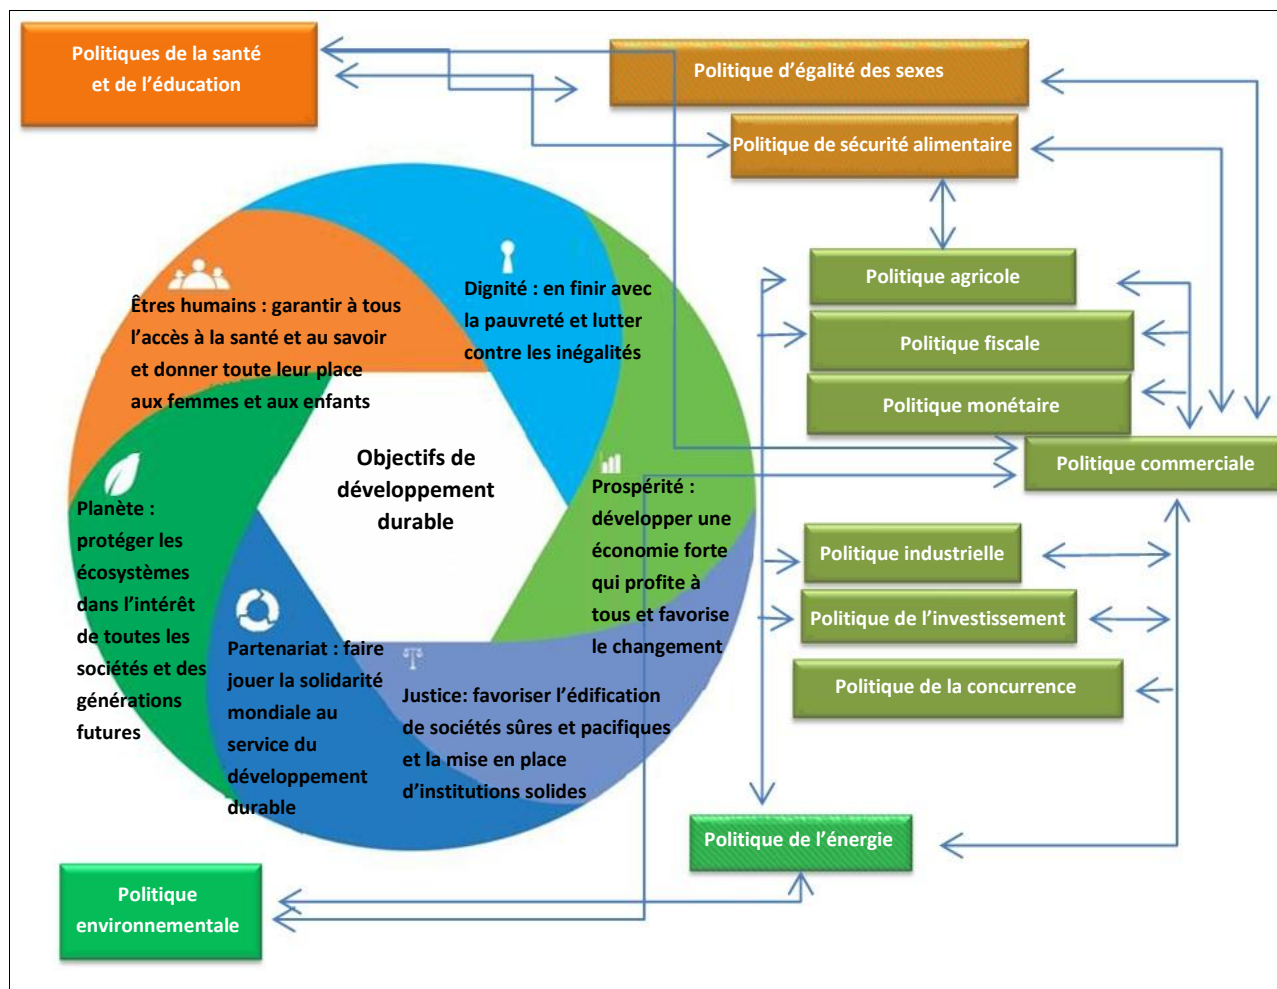 Politiques de la santé
et de l’éducation
Politique d’égalité des sexes
Politique de sécurité alimentaire
Êtres humains : garantir à tous
l’accès à la santé et au savoir
et donner toute leur place
aux femmes et aux enfants
Dignité : en finir avec
la pauvreté et lutter
contre les inégalités
Politique agricole
Politique fiscale
Politique monétaire
Politique commerciale
Objectifs de
développement
durable
Planète :
protéger les
écosystèmes
dans l’intérêt
de toutes les
sociétés et des
générations
futures
Prospérité :
développer une
économie forte
qui profite à
tous et favorise
le changement
Partenariat : faire
jouer la solidarité
mondiale au
service du
développement
durable
Justice: favoriser l’édification
de sociétés sûres et pacifiques
et la mise en place
d’institutions solides
Politique industrielle
Politique de l’investissement
Politique de la concurrence
Politique de l’énergie
Politique
environnementale